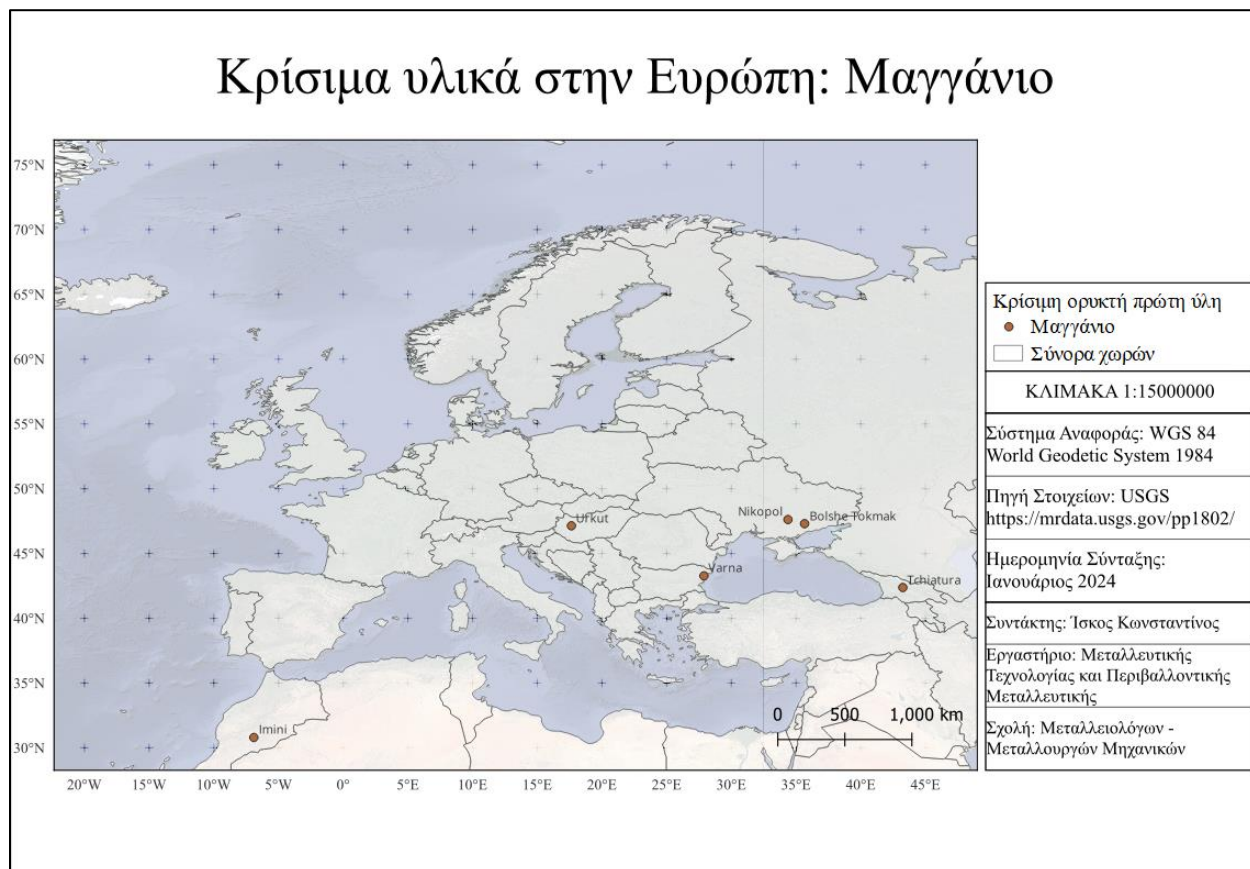 Κρίσιμα υλικά στην Ευρώπη: Μαγγάνιο
75°N
70°N
65°N
60°N
55°N
50°N
45°N
40°N
35°N
30°N
Urkut
Nikopol
Bolshe Tokmak
Varna
Tchiatura
Imini
0 500 1,000 km
20°W 15°W 10°W 5°W 0°E 5°E 10°E 15°E 20°E 25°E 30°E 35°E 40°E 45°E
Κρίσιμη ορυκτή πρώτη ύλη
Μαγγάνιο
Σύνορα χωρών
ΚΛΙΜΑΚΑ 1:15000000
Σύστημα Αναφοράς: WGS 84
World Geodetic System 1984
Πηγή Στοιχείων: USGS
https://mrdata.usgs.gov/pp1802/
Ημερομηνία Σύνταξης:
Ιανουάριος 2024
Συντάκτης: Ίσκος Κωνσταντίνος
Εργαστήριο: Μεταλλευτικής
Τεχνολογίας και Περιβαλλοντικής
Μεταλλευτικής
Σχολή: Μεταλλειολόγων -
Μεταλλουργών Μηχανικών